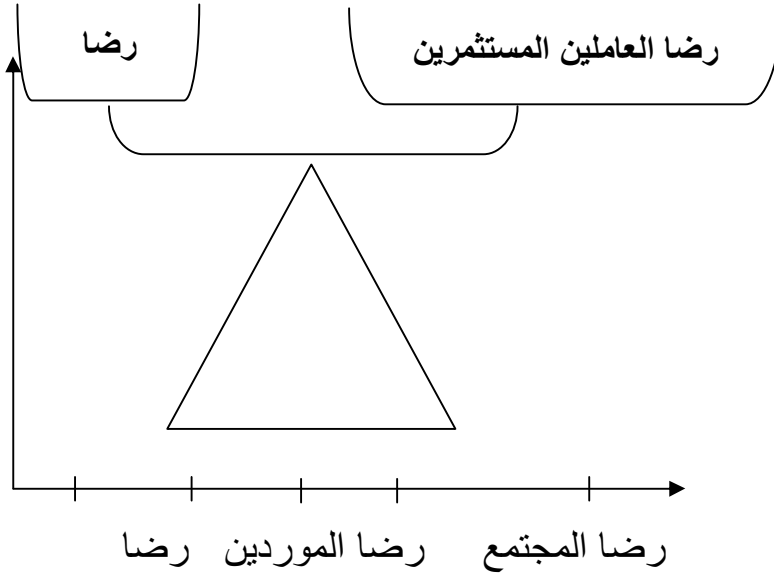 رضا العاملين المستثمرين
رضا
رضا المجتمع
رضا الموردين
رضا